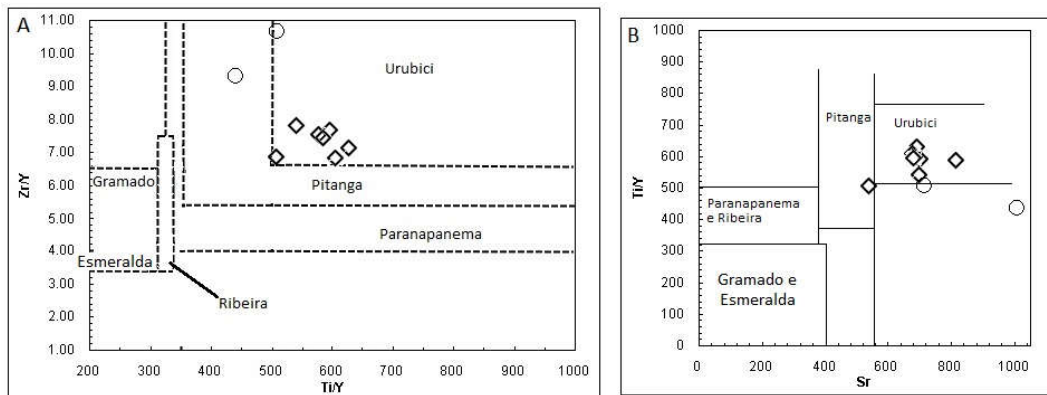 A
11.00
10.00
9.00
8.00
7.00
6.00
5.00
4.00
3.00
2.00
1.00
Zr/Y
200
300
400
500
600
700
800
900
1000
Ti/Y
Urubici
Pitanga
Paranapanema
Gramado
Esmeralda
Ribeira
B
1000
900
800
700
600
500
400
300
200
100
0
Ti/Y
0
200
400
600
800
1000
Sr
Pitanga
Urubici
Paranapanema
e Ribeira
Gramado e
Esmeralda